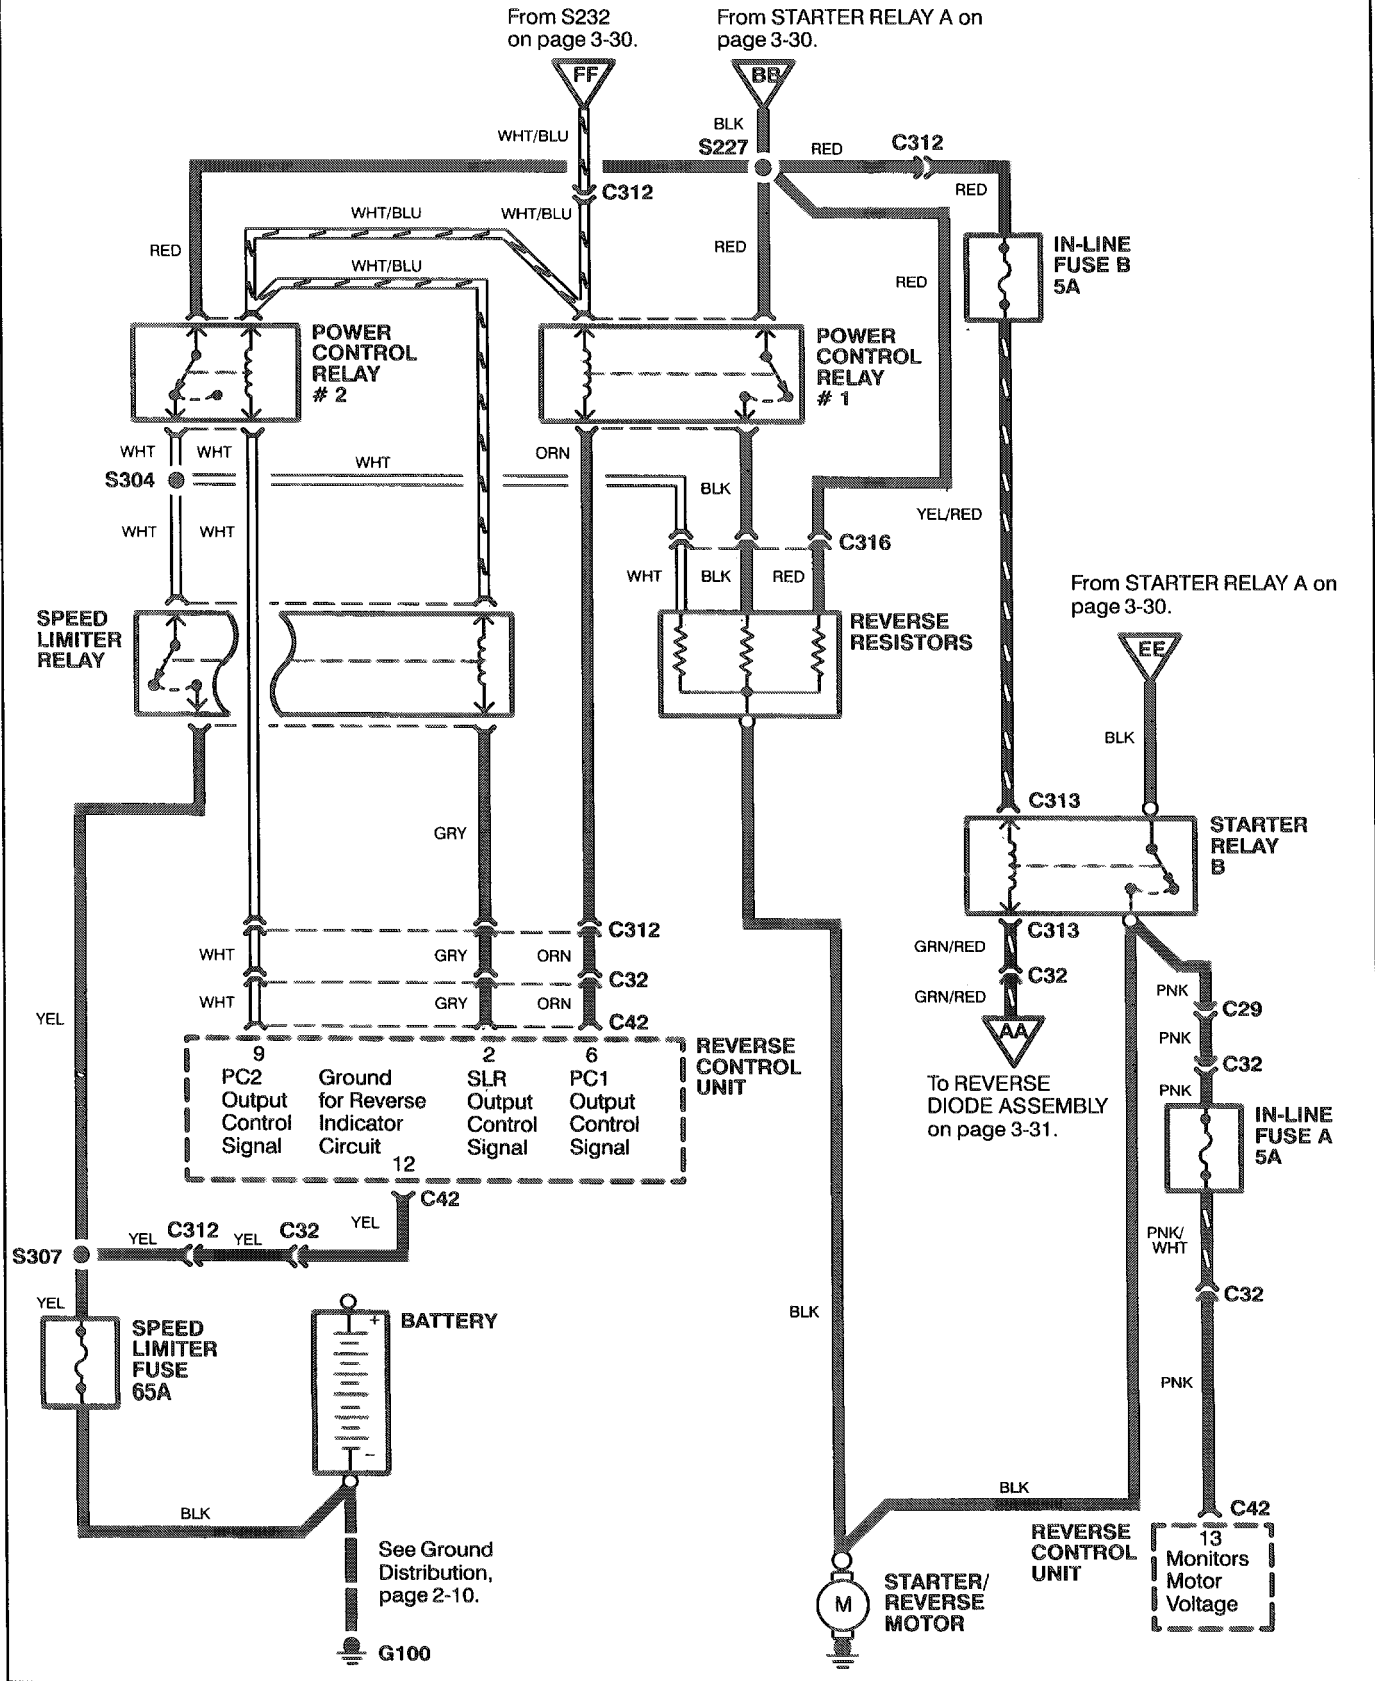 From S232
on page 3-30.
From STARTER RELAY A on
page 3-30.
FF
BB
WHT/BLU
BLK
S227
RED
C312
RED
C312
WHT/BLU
WHT/BLU
RED
WHT/BLU
RED
RED
IN-LINE
FUSE B
5A
POWER
CONTROL
RELAY
# 2
POWER
CONTROL
RELAY
# 1
WHT
WHT
WHT
ORN
S304
BLK
YEL/RED
WHT
WHT
C316
WHT
BLK
RED
From STARTER RELAY A on
page 3-30.
SPEED
LIMITER
RELAY
REVERSE
RESISTORS
EE
BLK
C313
GRY
STARTER
RELAY
B
C312
C313
GRN/RED
WHT
GRY
ORN
C32
C32
GRN/RED
PNK
WHT
GRY
ORN
C29
YEL
C42
AA
PNK
9
2
6
REVERSE
CONTROL
UNIT
C32
PC2
Output
Control
Signal
Ground
for Reverse
Indicator
Circuit
SLR
Output
Control
Signal
PC1
Output
Control
Signal
To REVERSE
DIODE ASSEMBLY
on page 3-31.
PNK
IN-LINE
FUSE A
5A
12
C42
YEL
C312
C32
YEL
YEL
S307
PNK/
WHT
YEL
C32
BLK
SPEED
LIMITER
FUSE
65A
+
BATTERY
PNK
–
BLK
BLK
C42
See Ground
Distribution,
page 2-10.
REVERSE
CONTROL
UNIT
13
Monitors
Motor
Voltage
M
STARTER/
REVERSE
MOTOR
G100